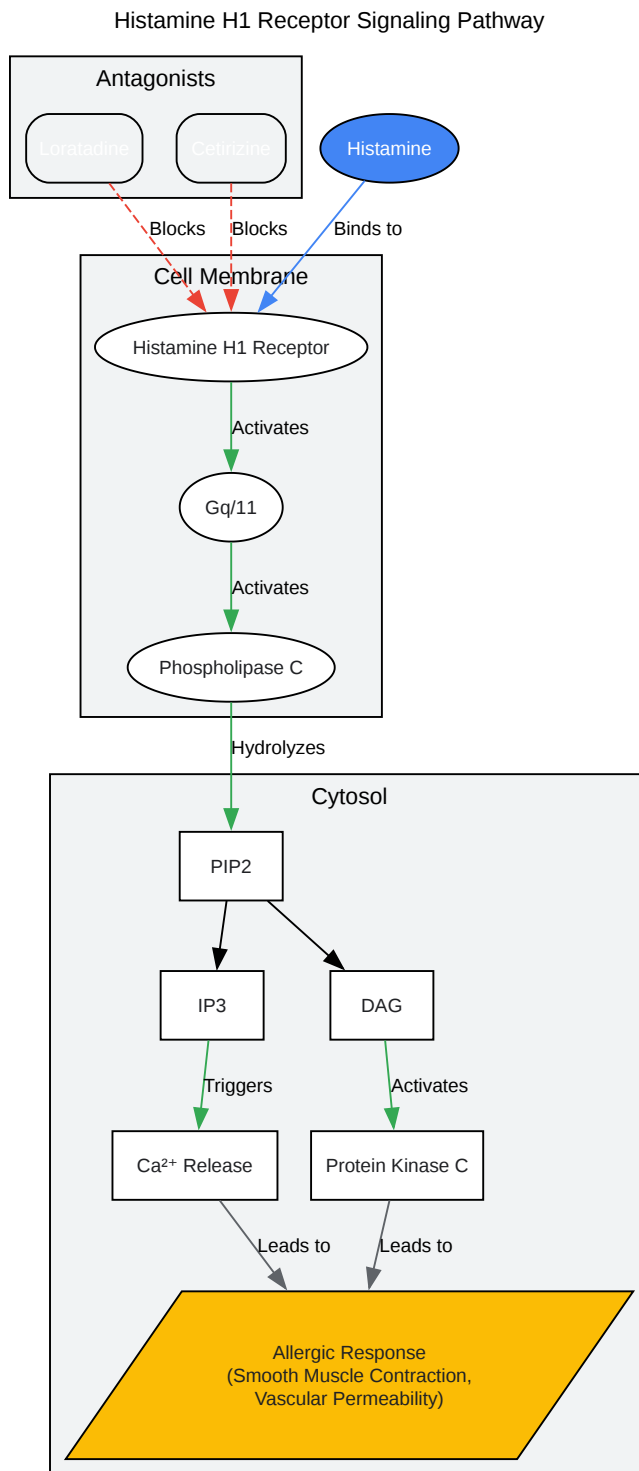 Histamine H1 Receptor Signaling Pathway
Antagonists
Loratadine
Cetirizine
Histamine
Blocks
Blocks
Binds to
Cell Membrane
Histamine H1 Receptor
Activates
Gq/11
Activates
Phospholipase C
Hydrolyzes
Cytosol
PIP2
IP3
DAG
Triggers
Activates
Ca²⁺ Release
Protein Kinase C
Leads to
Leads to
Allergic Response
(Smooth Muscle Contraction,
Vascular Permeability)